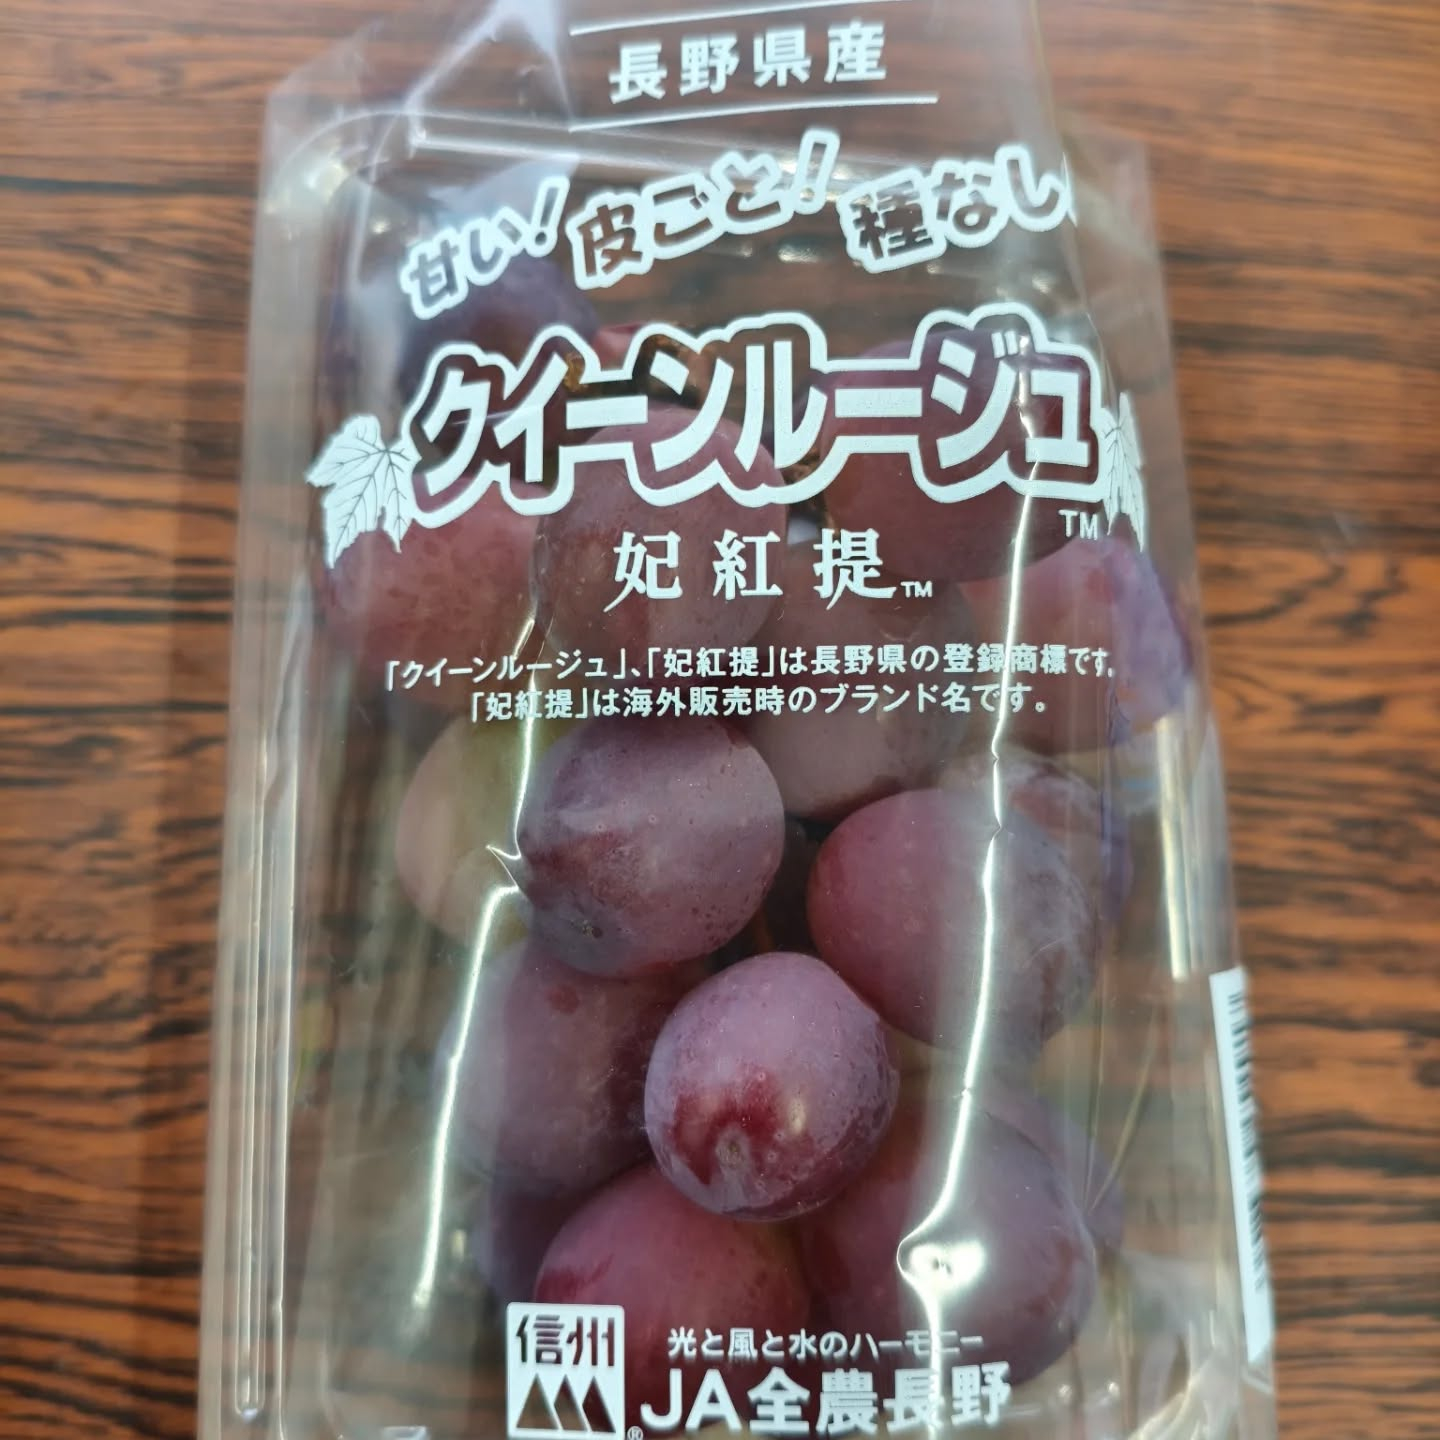 長野県産
甘い!皮ごと!種なし
クイーンルージュ
TM
妃紅提TM
「クイーンルージュ」、「妃紅提」は長野県の登録商標です。
「妃紅提」は海外販売時のブランド名です。
信州
®
光と風と水のハーモニー
JA全農長野